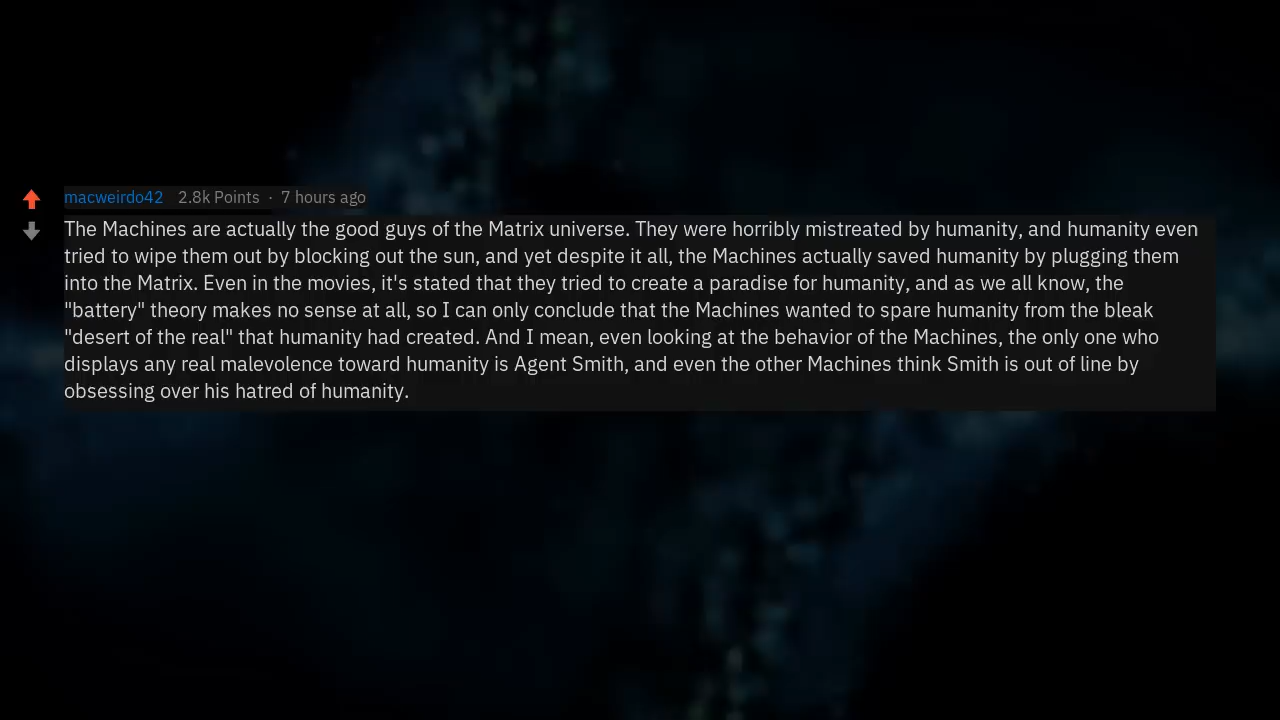 macweirdo42 2.8k Points · 7 hours ago
The Machines are actually the good guys of the Matrix universe. They were horribly mistreated by humanity, and humanity even
tried to wipe them out by blocking out the sun, and yet despite it all, the Machines actually saved humanity by plugging them
into the Matrix. Even in the movies, it's stated that they tried to create a paradise for humanity, and as we all know, the
"battery" theory makes no sense at all, so I can only conclude that the Machines wanted to spare humanity from the bleak
"desert of the real" that humanity had created. And I mean, even looking at the behavior of the Machines, the only one who
displays any real malevolence toward humanity is Agent Smith, and even the other Machines think Smith is out of line by
obsessing over his hatred of humanity.